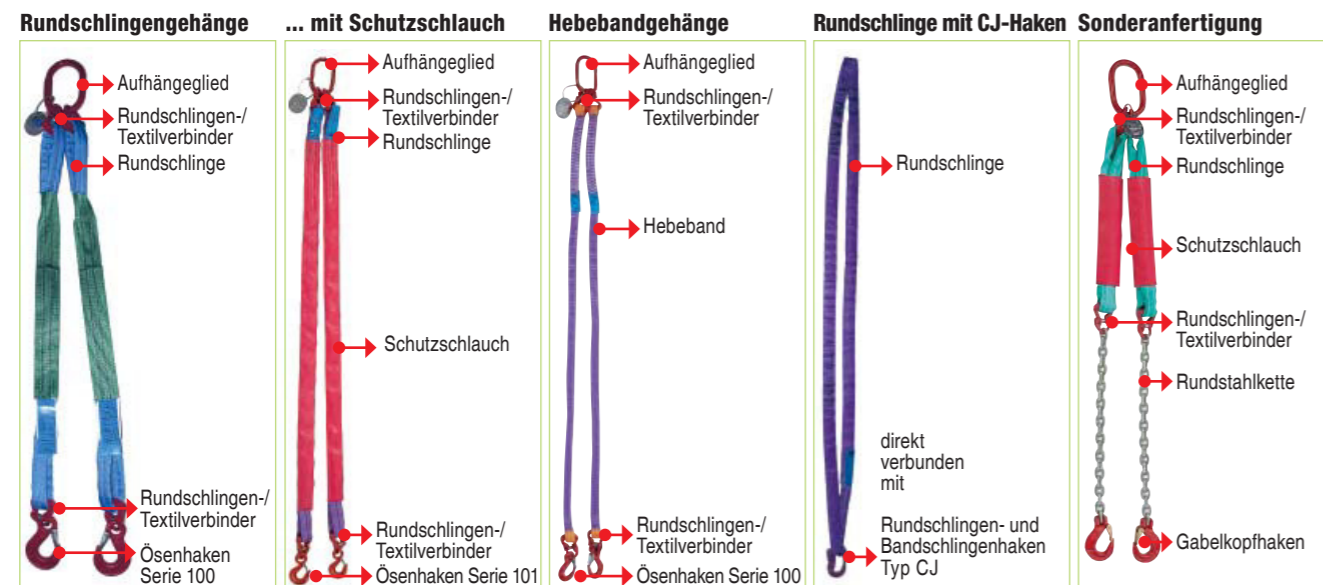 Rundschlingengehänge
Aufhängeglied
Rundschlingen-/
Textilverbinder
Rundschlinge
Rundschlingen-/
Textilverbinder
Ösenhaken
Serie 100
... mit Schutzschlauch
Aufhängeglied
Rundschlingen-/
Textilverbinder
Rundschlinge
Schutzschlauch
Rundschlingen-/
Textilverbinder
Ösenhaken Serie 101
Hebebandgehänge
Aufhängeglied
Rundschlingen-/
Textilverbinder
Hebeband
Rundschlingen-/
Textilverbinder
Ösenhaken Serie 100
Rundschlinge mit CJ-Haken
Rundschlinge
direkt
verbunden
mit
Rundschlingen- und
Bandschlingenhaken
Typ CJ
Sonderanfertigung
Aufhängeglied
Rundschlingen-/
Textilverbinder
Rundschlinge
Schutzschlauch
Rundschlingen-/
Textilverbinder
Rundstahlkette
Gabelkopfhaken